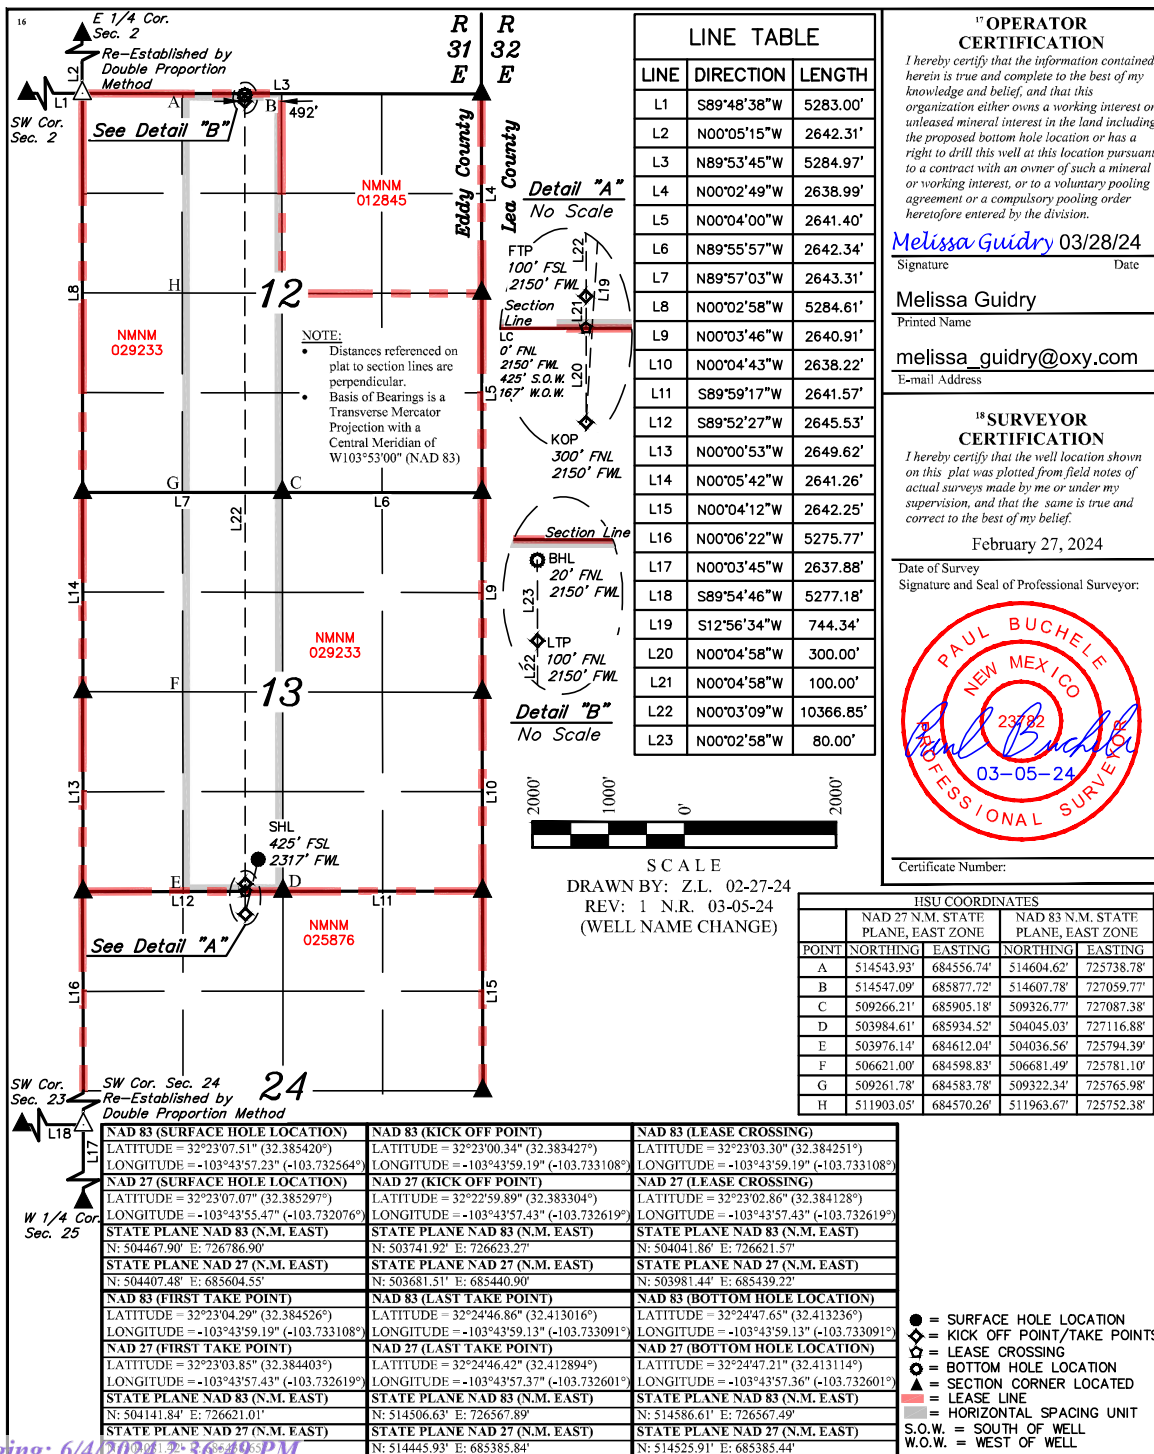 16
E 1/4 Cor.
Sec. 2
Re-Established by
Double Proportion
Method
L2
L1
L3
SW Cor.
Sec. 2
A
B
492'
See Detail "B"
R R
31 32
E E
Eddy County
Lea County
NMNM
012845
L4
H
12
L8
NMNM
029233
NOTE:
• Distances referenced on
plat to section lines are
perpendicular.
• Basis of Bearings is a
Transverse Mercator
Projection with a
Central Meridian of
W103°53'00" (NAD 83)
L5
G
C
L7
L6
L22
L14
L9
NMNM
029233
F
13
L13
L10
SHL
425' FSL
2317' FWL
E
D
L12
L11
NMNM
025876
See Detail "A"
L16
L15
SW Cor.
Sec. 23
SW Cor. Sec. 24
Re-Established by
Double Proportion Method
24
L18
L17
W 1/4 Cor.
Sec. 25
Detail "A"
No Scale
FTP
100' FSL
2150' FWL
L22
L19
L21
Section
Line
LC
0' FNL
2150' FWL
425' S.O.W.
167' W.O.W.
L20
KOP
300' FNL
2150' FWL
Section Line
BHL
20' FNL
2150' FWL
L23
LTP
100' FNL
2150' FWL
L22
Detail "B"
No Scale
LINE TABLE
LINE DIRECTION LENGTH
L1 S89°48'38"W 5283.00'
L2 N00°05'15"W 2642.31'
L3 N89°53'45"W 5284.97'
L4 N00°02'49"W 2638.99'
L5 N00°04'00"W 2641.40'
L6 N89°55'57"W 2642.34'
L7 N89°57'03"W 2643.31'
L8 N00°02'58"W 5284.61'
L9 N00°03'46"W 2640.91'
L10 N00°04'43"W 2638.22'
L11 S89°59'17"W 2641.57'
L12 S89°52'27"W 2645.53'
L13 N00°00'53"W 2649.62'
L14 N00°05'42"W 2641.26'
L15 N00°04'12"W 2642.25'
L16 N00°06'22"W 5275.77'
L17 N00°03'45"W 2637.88'
L18 S89°54'46"W 5277.18'
L19 S12°56'34"W 744.34'
L20 N00°04'58"W 300.00'
L21 N00°04'58"W 100.00'
L22 N00°03'09"W 10366.85'
L23 N00°02'58"W 80.00'
2000' 1000' 0' 2000'
SCALE
DRAWN BY: Z.L. 02-27-24
REV: 1 N.R. 03-05-24
(WELL NAME CHANGE)
17 OPERATOR
CERTIFICATION
I hereby certify that the information contained
herein is true and complete to the best of my
knowledge and belief, and that this
organization either owns a working interest or
unleased mineral interest in the land including
the proposed bottom hole location or has a
right to drill this well at this location pursuant
to a contract with an owner of such a mineral
or working interest, or to a voluntary pooling
agreement or a compulsory pooling order
heretofore entered by the division.
Melissa Guidry 03/28/24
Signature Date
Melissa Guidry
Printed Name
melissa_guidry@oxy.com
E-mail Address
18 SURVEYOR
CERTIFICATION
I hereby certify that the well location shown
on this plat was plotted from field notes of
actual surveys made by me or under my
supervision, and that the same is true and
correct to the best of my belief.
February 27, 2024
Date of Survey
Signature and Seal of Professional Surveyor:
PAUL BUCHELE
NEW MEXICO
23782
Paul Buchele
03-05-24
PROFESSIONAL SURVEYOR
Certificate Number:
HSU COORDINATES
NAD 27 N.M. STATE PLANE, EAST ZONE NAD 83 N.M. STATE PLANE, EAST ZONE
POINT NORTHING EASTING NORTHING EASTING
A 514543.93' 684556.74' 514604.62' 725738.78'
B 514547.09' 685877.72' 514607.78' 727059.77'
C 509266.21' 685905.18' 509326.77' 727087.38'
D 503984.61' 685934.52' 504045.03' 727116.88'
E 503976.14' 684612.04' 504036.56' 725794.39'
F 506621.00' 684598.83' 506681.49' 725781.10'
G 509261.78' 684583.78' 509322.34' 725765.98'
H 511903.05' 684570.26' 511963.67' 725752.38'
NAD 83 (SURFACE HOLE LOCATION) NAD 83 (KICK OFF POINT) NAD 83 (LEASE CROSSING)
LATITUDE = 32°23'07.51" (32.385420°) LATITUDE = 32°23'00.34" (32.383427°) LATITUDE = 32°23'03.30" (32.384251°)
LONGITUDE = -103°43'57.23" (-103.732564°) LONGITUDE = -103°43'59.19" (-103.733108°) LONGITUDE = -103°43'59.19" (-103.733108°)
NAD 27 (SURFACE HOLE LOCATION) NAD 27 (KICK OFF POINT) NAD 27 (LEASE CROSSING)
LATITUDE = 32°23'07.07" (32.385297°) LATITUDE = 32°22'59.89" (32.383304°) LATITUDE = 32°23'02.86" (32.384128°)
LONGITUDE = -103°43'55.47" (-103.732076°) LONGITUDE = -103°43'57.43" (-103.732619°) LONGITUDE = -103°43'57.43" (-103.732619°)
STATE PLANE NAD 83 (N.M. EAST) STATE PLANE NAD 83 (N.M. EAST) STATE PLANE NAD 83 (N.M. EAST)
N: 504467.90' E: 726786.90' N: 503741.92' E: 726623.27' N: 504041.86' E: 726621.57'
STATE PLANE NAD 27 (N.M. EAST) STATE PLANE NAD 27 (N.M. EAST) STATE PLANE NAD 27 (N.M. EAST)
N: 504407.48' E: 685604.55' N: 503681.51' E: 685440.90' N: 503981.44' E: 685439.22'
NAD 83 (FIRST TAKE POINT) NAD 83 (LAST TAKE POINT) NAD 83 (BOTTOM HOLE LOCATION)
LATITUDE = 32°23'04.29" (32.384526°) LATITUDE = 32°24'46.86" (32.413016°) LATITUDE = 32°24'47.65" (32.413236°)
LONGITUDE = -103°43'59.19" (-103.733108°) LONGITUDE = -103°43'59.13" (-103.733091°) LONGITUDE = -103°43'59.13" (-103.733091°)
NAD 27 (FIRST TAKE POINT) NAD 27 (LAST TAKE POINT) NAD 27 (BOTTOM HOLE LOCATION)
LATITUDE = 32°23'03.85" (32.384403°) LATITUDE = 32°24'46.42" (32.412894°) LATITUDE = 32°24'47.21" (32.413114°)
LONGITUDE = -103°43'57.43" (-103.732619°) LONGITUDE = -103°43'57.37" (-103.732601°) LONGITUDE = -103°43'57.36" (-103.732601°)
STATE PLANE NAD 83 (N.M. EAST) STATE PLANE NAD 83 (N.M. EAST) STATE PLANE NAD 83 (N.M. EAST)
N: 504141.84' E: 726621.01' N: 514506.63' E: 726567.89' N: 514586.61' E: 726567.49'
STATE PLANE NAD 27 (N.M. EAST) STATE PLANE NAD 27 (N.M. EAST) STATE PLANE NAD 27 (N.M. EAST)
N: 514445.93' E: 685385.84' N: 514525.91' E: 685385.44'
ing: 6/4/2024 2:36:49 PM
= SURFACE HOLE LOCATION
= KICK OFF POINT/TAKE POINTS
= LEASE CROSSING
= BOTTOM HOLE LOCATION
= SECTION CORNER LOCATED
= LEASE LINE
= HORIZONTAL SPACING UNIT
S.O.W. = SOUTH OF WELL
W.O.W. = WEST OF WELL